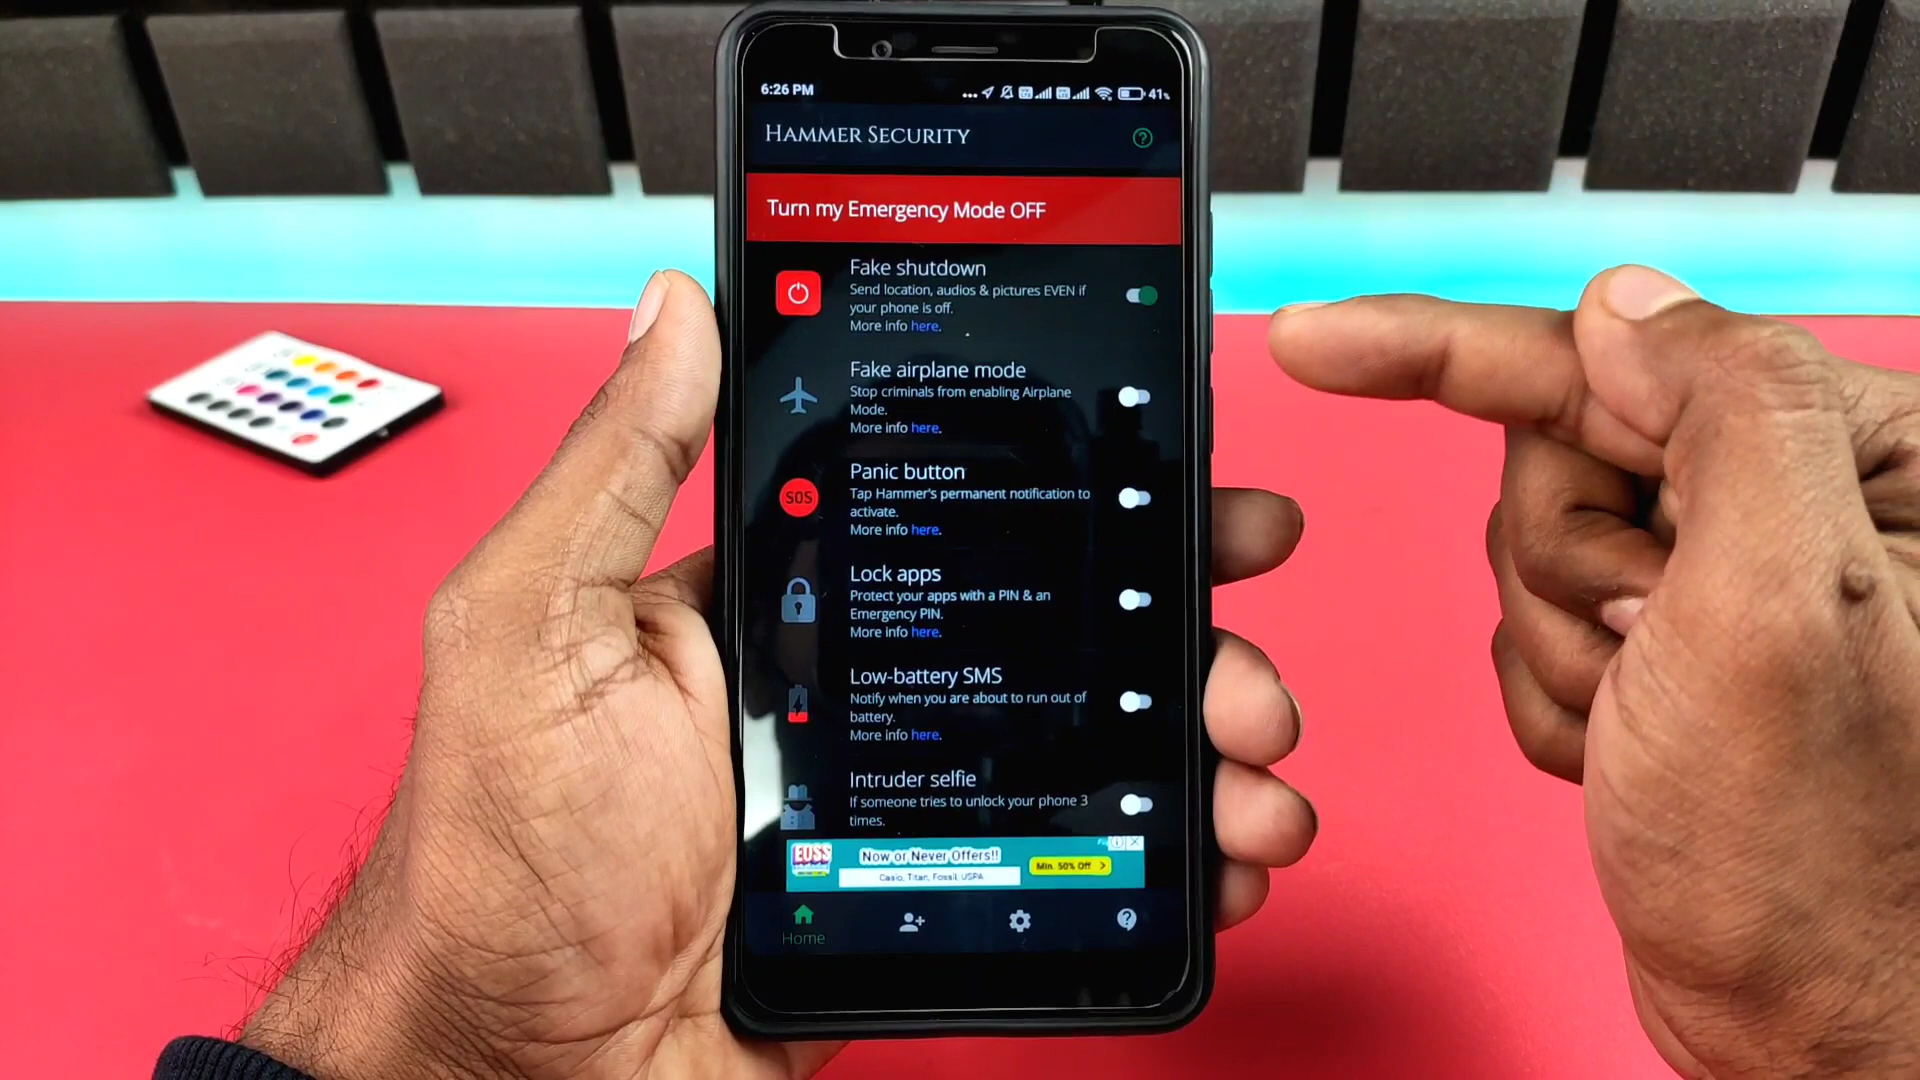 6:26 PM
41%
HAMMER SECURITY
Turn my Emergency Mode OFF
Fake shutdown
Send location, audios & pictures EVEN if
your phone is off.
More info here.
Fake airplane mode
Stop criminals from enabling Airplane
Mode.
More info here.
Panic button
SOS
Tap Hammer's permanent notification to
activate.
More info here.
Lock apps
Protect your apps with a PIN & an
Emergency PIN.
More info here.
Low-battery SMS
Notify when you are about to run out of
battery.
More info here.
Intruder selfie
If someone tries to unlock your phone 3
times.
EOSS
Now or Never Offers!!
Casio, Titan, Fossil, USPA
Min. 50% Off
Home